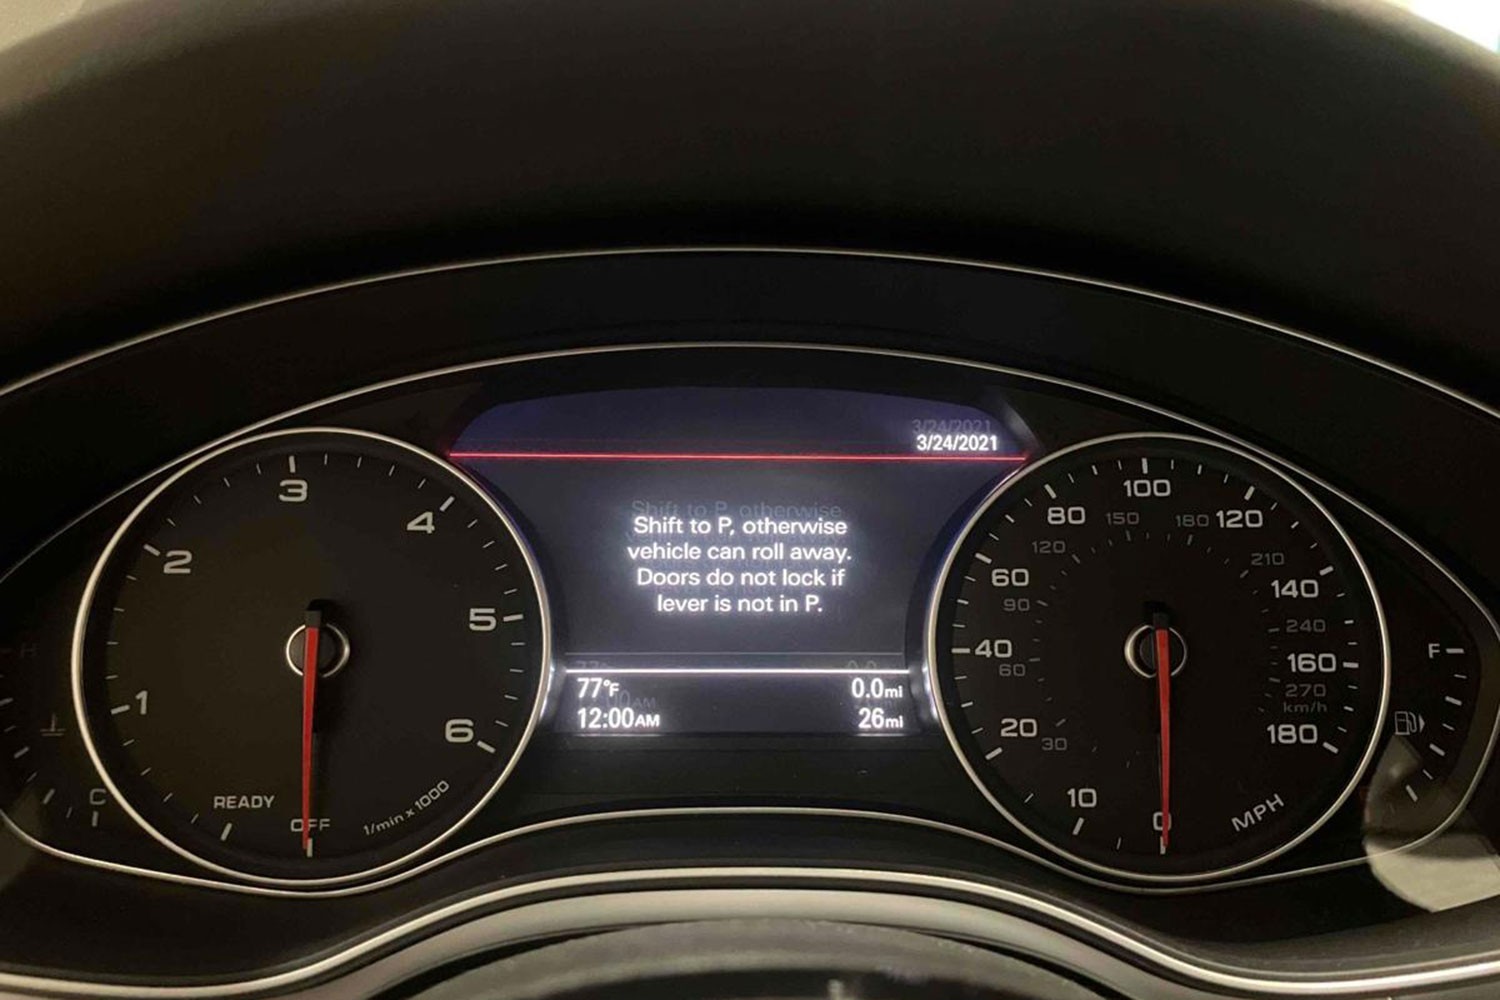 3/24/2021
Shift to P, otherwise
vehicle can roll away.
Doors do not lock if
lever is not in P.
77°F 0.0mi
12:00AM 26mi
1
2
3
4
5
6
READY
OFF
1/min x 1000
H
C
0
10
20
40
60
80
100
120
140
160
180
MPH
30
60
90
120
150
180
210
240
270
km/h
F